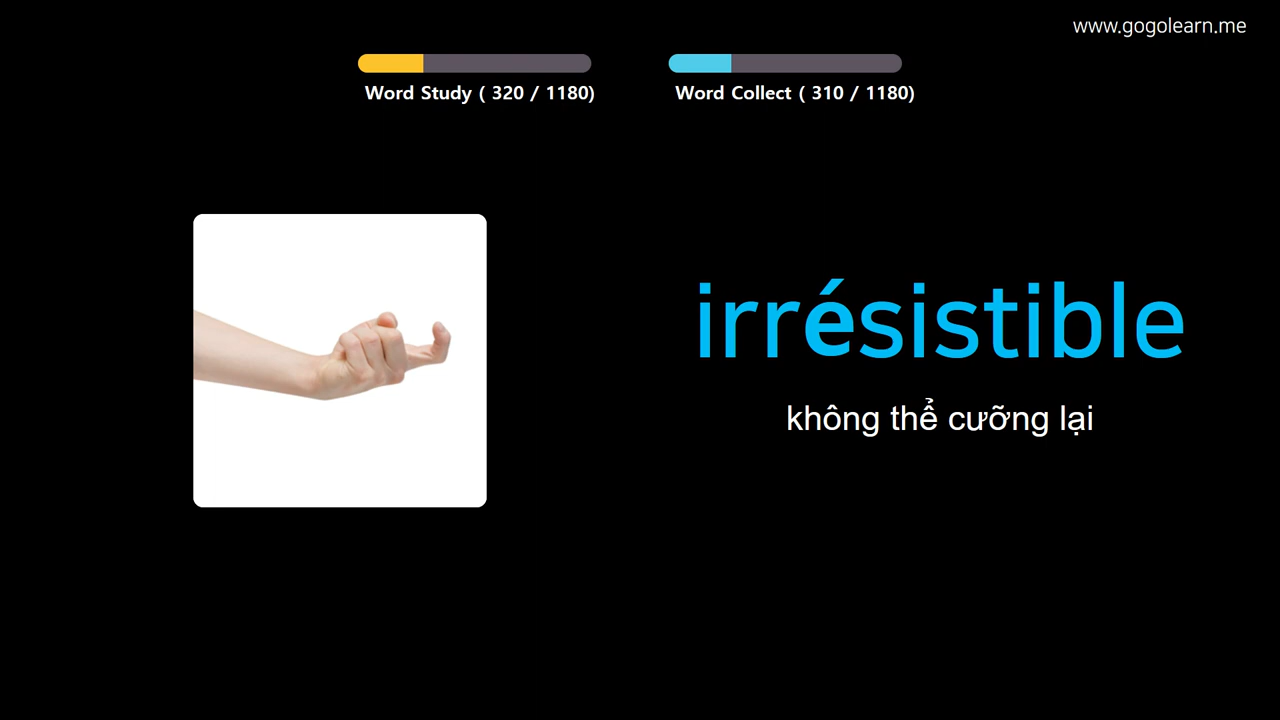 www.gogolearn.me
Word Study ( 320 / 1180)
Word Collect ( 310 / 1180)
irrésistible
không thể cưỡng lại